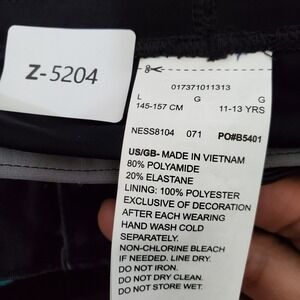 Z-5204
017371011313
L G G
145-157 CM 11-13 YRS
NESS8104 071 PO#B5401
US/GB- MADE IN VIETNAM
80% POLYAMIDE
20% ELASTANE
LINING: 100% POLYESTER
EXCLUSIVE OF DECORATION
AFTER EACH WEARING
HAND WASH COLD
SEPARATELY.
NON-CHLORINE BLEACH
IF NEEDED. LINE DRY.
DO NOT IRON.
DO NOT DRY CLEAN.
DO NOT STORE WET.